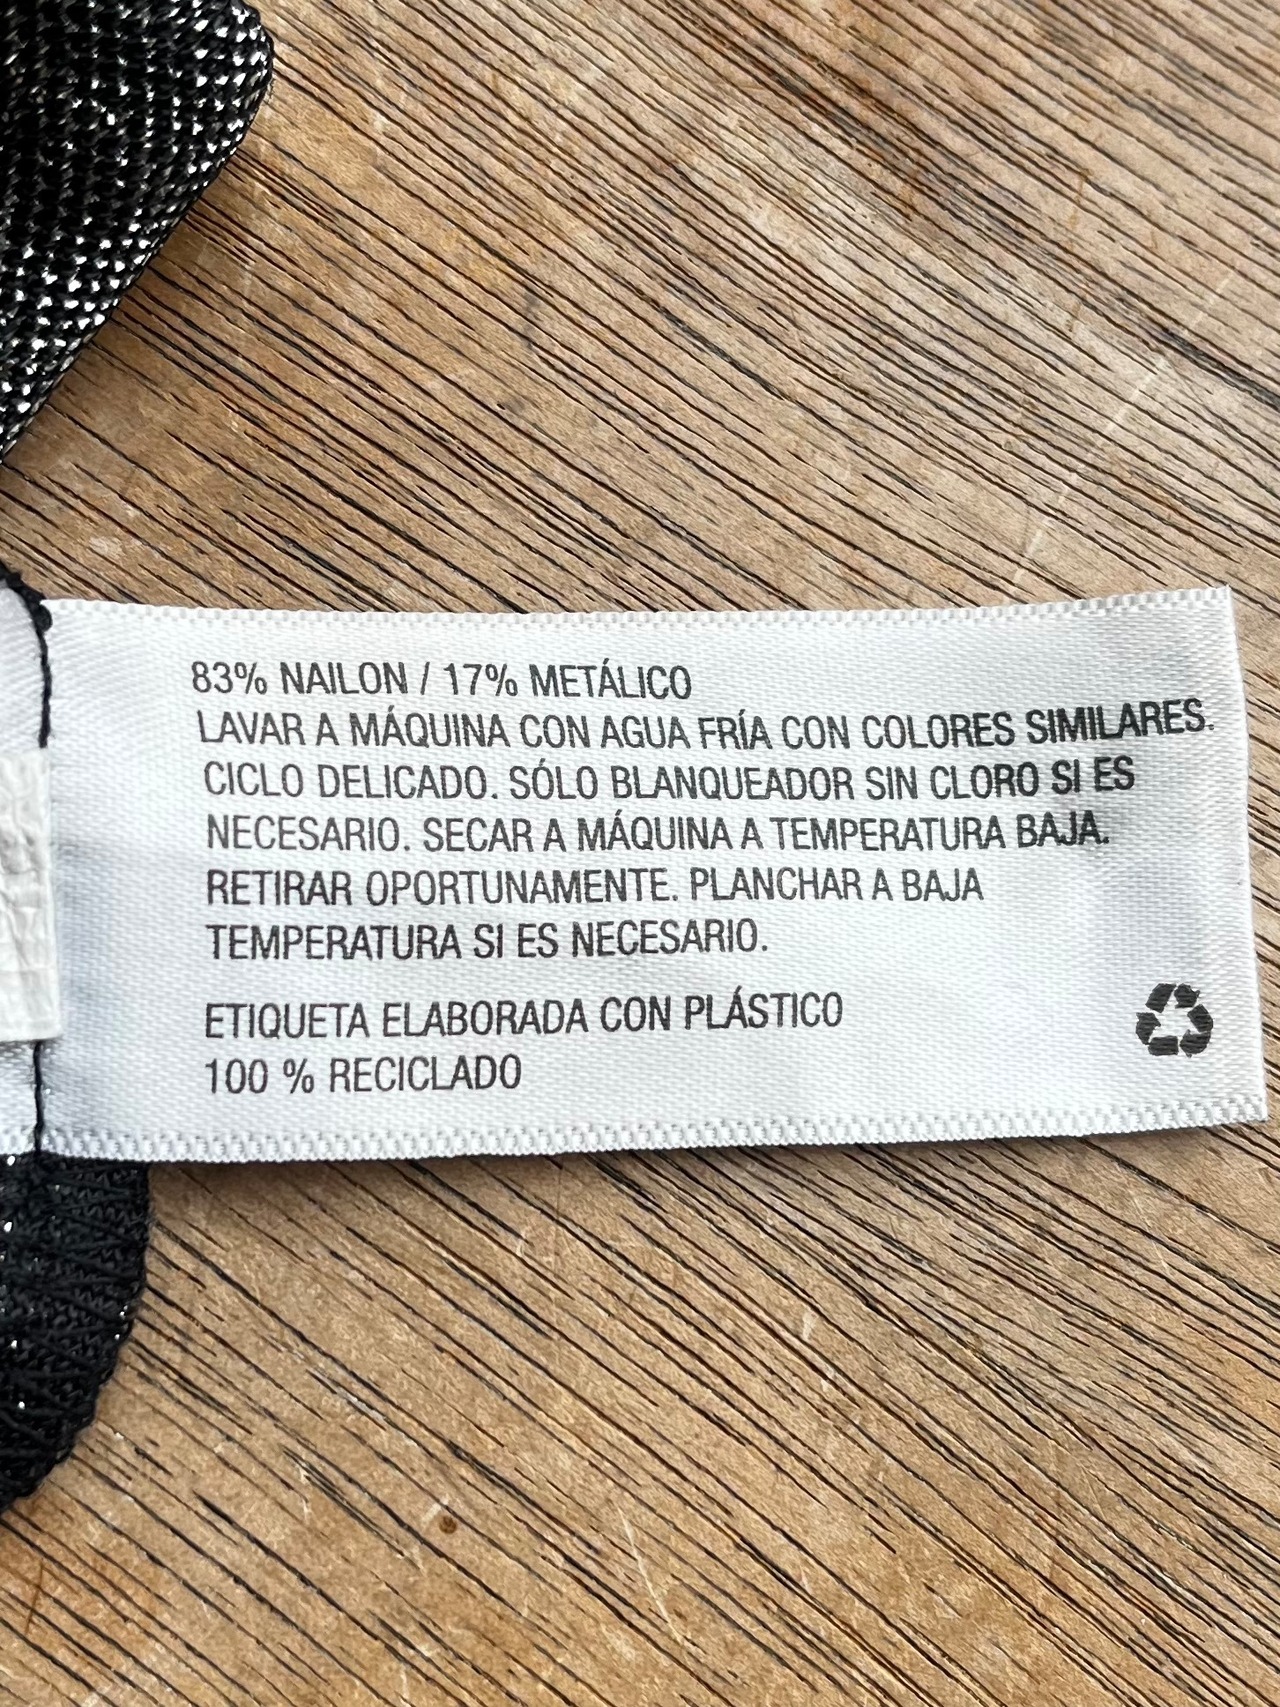 83% NAILON / 17% METÁLICO
LAVAR A MÁQUINA CON AGUA FRÍA CON COLORES SIMILARES.
CICLO DELICADO. SÓLO BLANQUEADOR SIN CLORO SI ES
NECESARIO. SECAR A MÁQUINA A TEMPERATURA BAJA.
RETIRAR OPORTUNAMENTE. PLANCHAR A BAJA
TEMPERATURA SI ES NECESARIO.
ETIQUETA ELABORADA CON PLÁSTICO
100 % RECICLADO